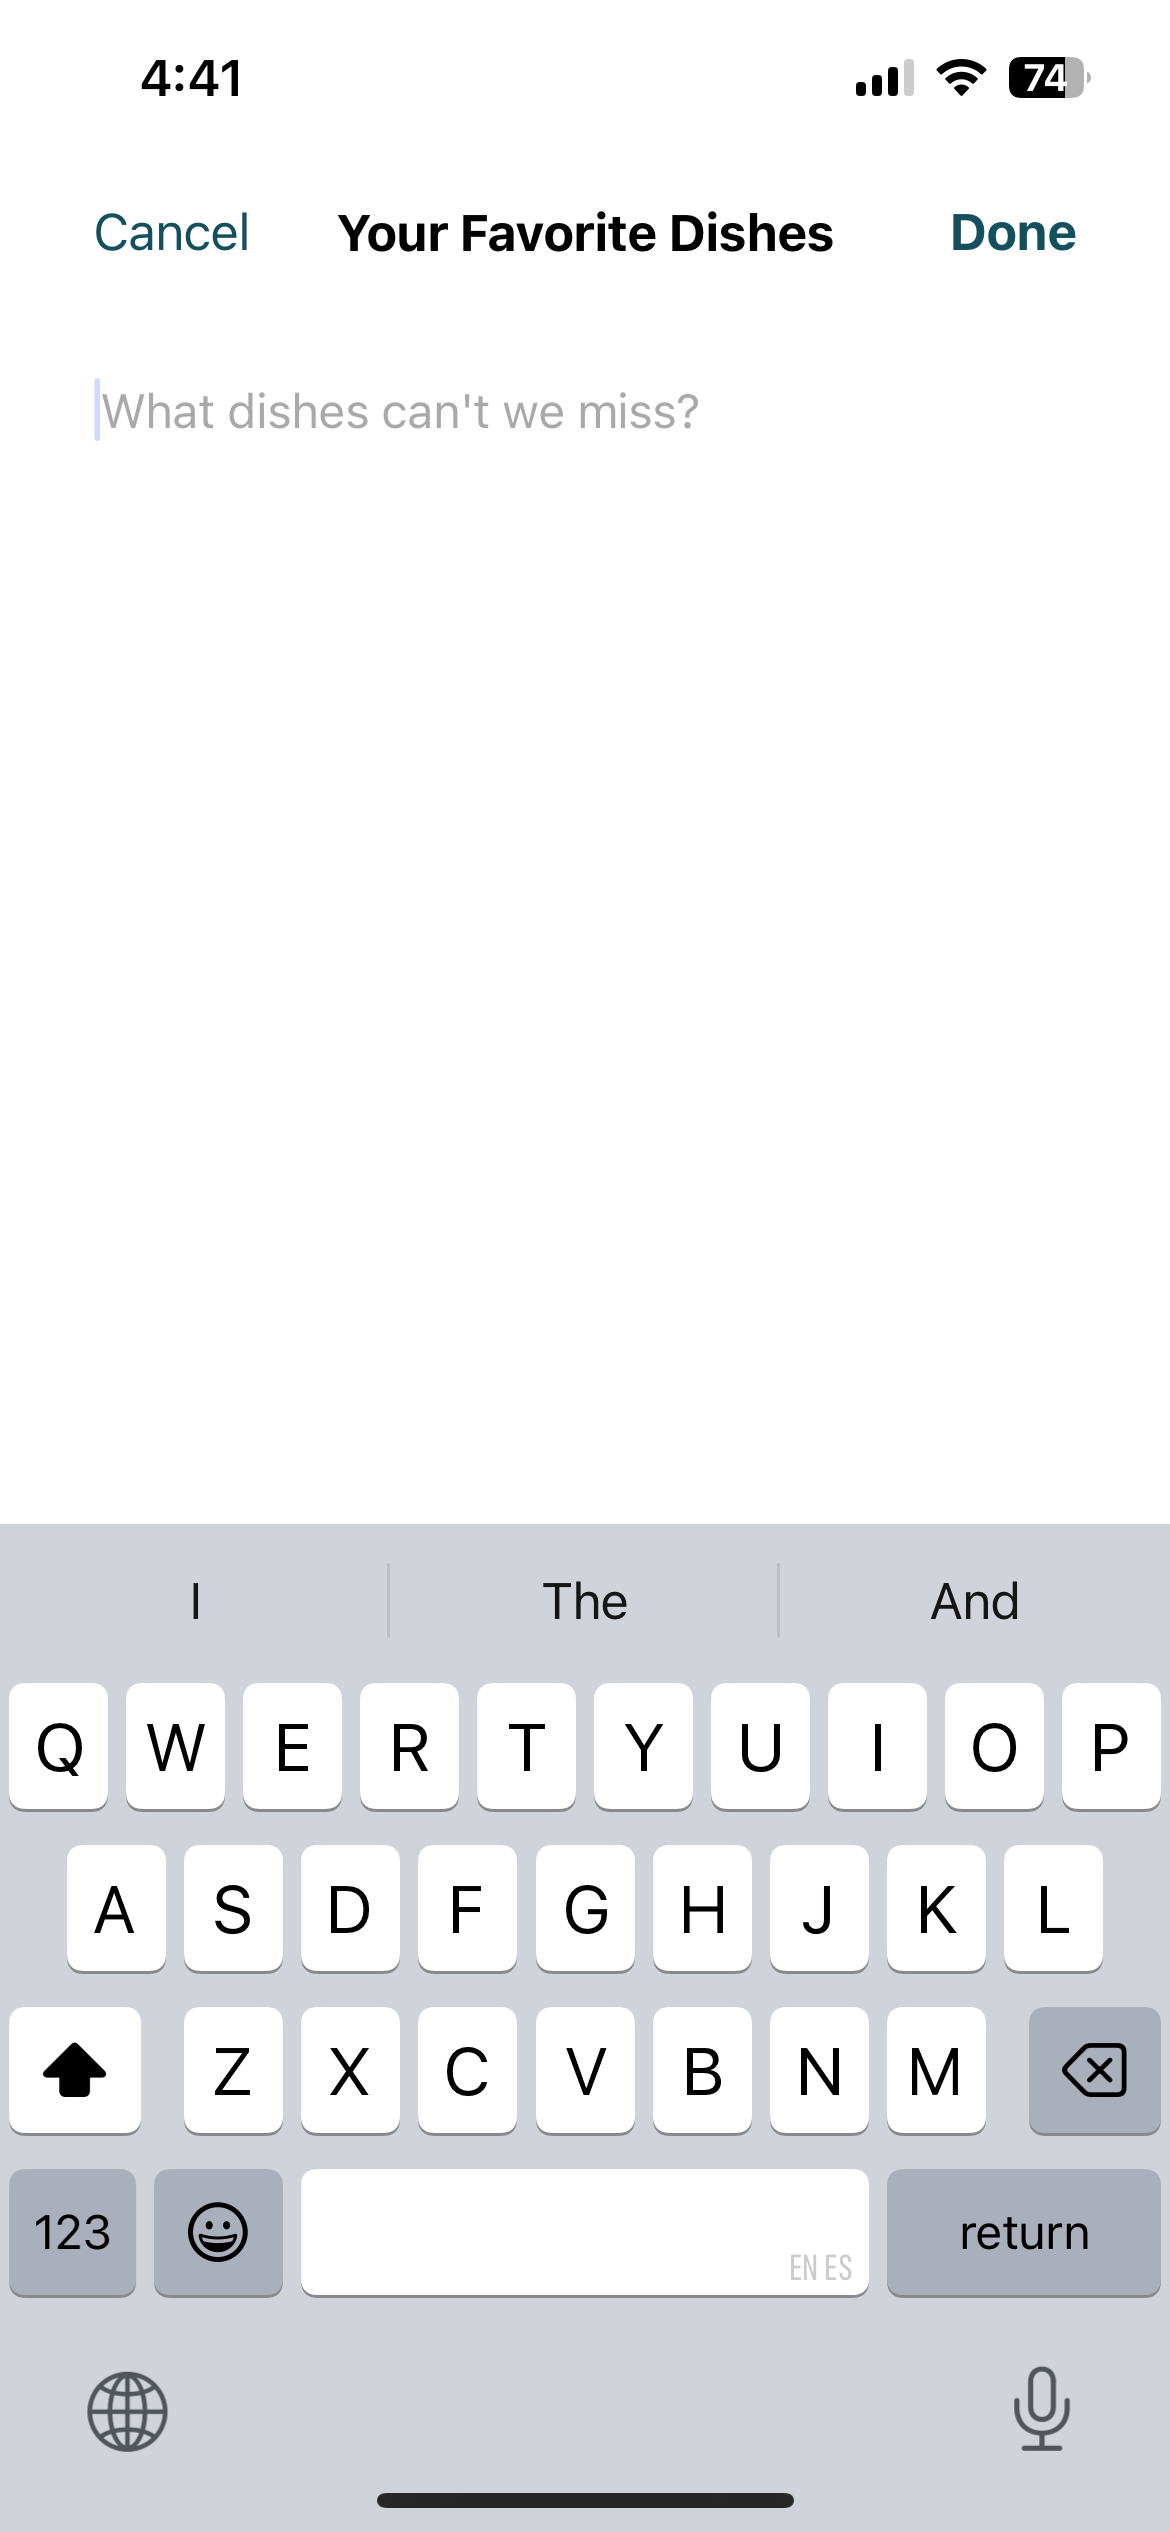 4:41
74
Cancel
Your Favorite Dishes
Done
What dishes can't we miss?
I
The
And
Q W E R T Y U I O P
A S D F G H J K L
Z X C V B N M
123
EN ES
return